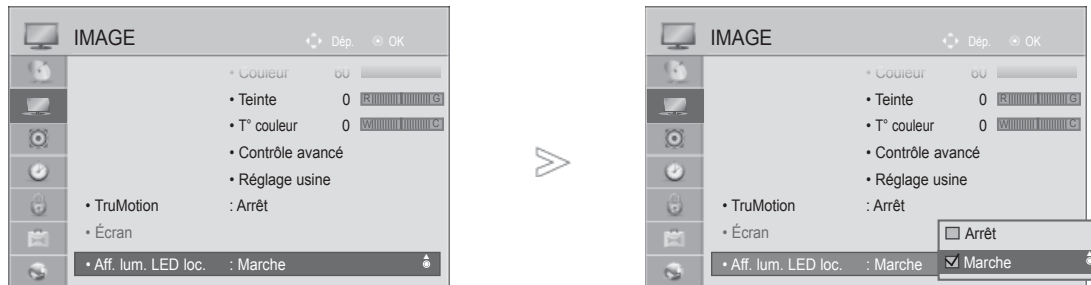 IMAGE Dép. OK
• Couleur 60
• Teinte 0 R G
• T° couleur 0 W C
• Contrôle avancé
• Réglage usine
• TruMotion : Arrêt
• Écran
• Aff. lum. LED loc. : Marche
IMAGE Dép. OK
• Couleur 60
• Teinte 0 R G
• T° couleur 0 W C
• Contrôle avancé
• Réglage usine
• TruMotion : Arrêt
• Écran
Arrêt
• Aff. lum. LED loc. : Marche Marche